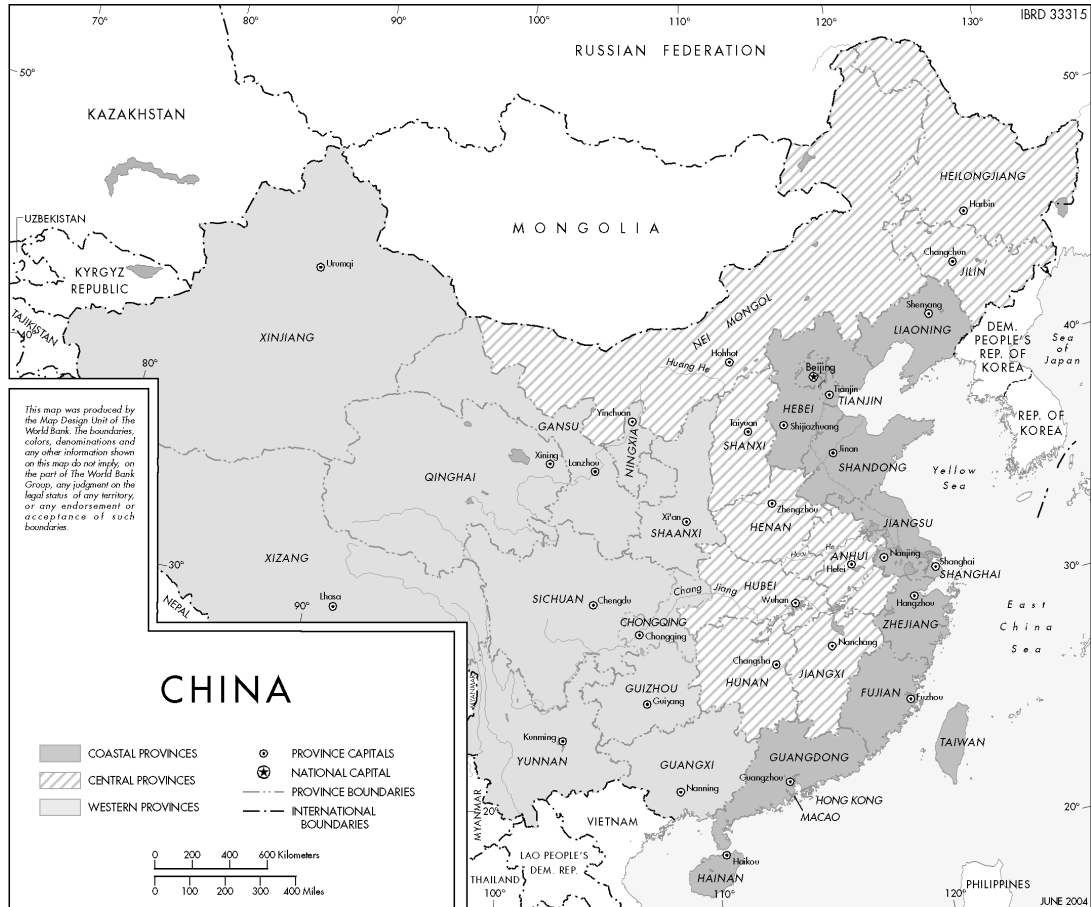 IBRD 33315
70°
80°
90°
100°
110°
120°
130°
RUSSIAN FEDERATION
50°
50°
KAZAKHSTAN
HEILONGJIANG
Harbin
UZBEKISTAN
MONGOLIA
Changchun
JILIN
KYRGYZ
REPUBLIC
Urumqi
TAJIKISTAN
40°
Shenyang
LIAONING
40°
NEI MONGOL
DEM.
PEOPLE'S
REP. OF
KOREA
Sea
of
Japan
XINJIANG
Huang He
Hohhot
80°
Beijing
Tianjin
TIANJIN
HEBEI
Shijiazhuang
REP. OF
KOREA
This map was produced by
the Map Design Unit of The
World Bank. The boundaries,
colors, denominations and
any other information shown
on this map do not imply, on
the part of The World Bank
Group, any judgment on the
legal status of any territory,
or any endorsement or
acceptance of such
boundaries.
Yinchuan
GANSU
NINGXIA
Taiyuan
SHANXI
Jinan
SHANDONG
Xining
Lanzhou
QINGHAI
Yellow
Sea
Xi'an
SHAANXI
Zhengzhou
HENAN
JIANGSU
XIZANG
Huai He
ANHUI
Hefei
Nanjing
Shanghai
SHANGHAI
30°
30°
NEPAL
Lhasa
90°
SICHUAN
Chengdu
Chang Jiang
HUBEI
Wuhan
Hangzhou
ZHEJIANG
East
China
Sea
CHONGQING
Chongqing
Nanchang
Changsha
HUNAN
JIANGXI
MYANMAR
CHINA
GUIZHOU
Guiyang
FUJIAN
Fuzhou
Kunming
YUNNAN
GUANGXI
Nanning
GUANGDONG
Guangzhou
TAIWAN
HONG KONG
MACAO
COASTAL PROVINCES
CENTRAL PROVINCES
WESTERN PROVINCES
PROVINCE CAPITALS
NATIONAL CAPITAL
PROVINCE BOUNDARIES
INTERNATIONAL
BOUNDARIES
MYANMAR
20°
20°
VIETNAM
LAO PEOPLE'S
DEM. REP.
THAILAND
Haikou
HAINAN
0 200 400 600 Kilometers
0 100 200 300 400 Miles
100°
110°
120°
PHILIPPINES
JUNE 2004